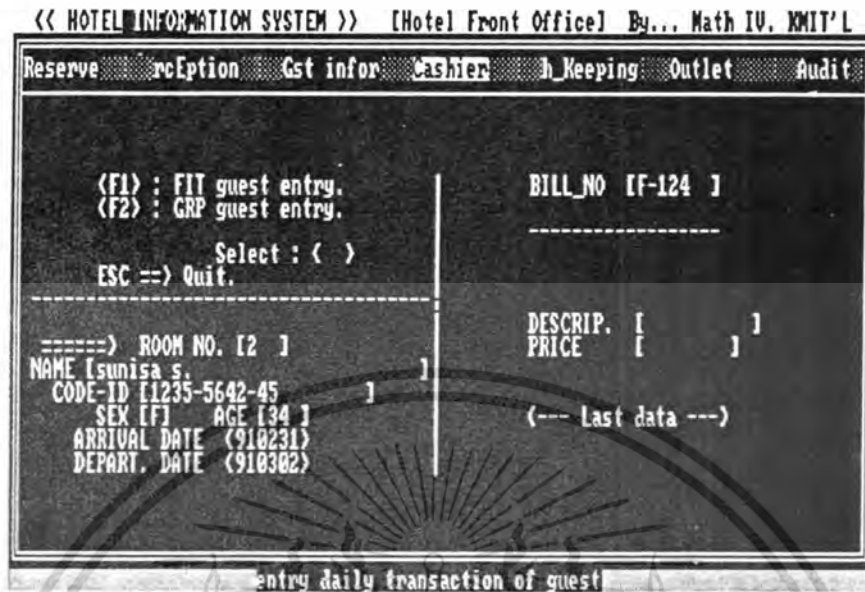 << HOTEL INFORMATION SYSTEM >> [Hotel Front Office] By... Math IV. KMIT'L
Reserve rcEption Gst infor Cashier h_Keeping Outlet Audit
<F1> : FIT guest entry.
<F2> : GRP guest entry.
Select : < >
ESC ==> Quit.
----------------------------------------
======> ROOM NO. [2 ]
NAME [sunisa s. ]
CODE-ID [1235-5642-45 ]
SEX [F] AGE [34 ]
ARRIVAL DATE <910231>
DEPART. DATE <910302>
BILL_NO [F-124 ]
-------------------
DESCRIP. [ ]
PRICE [ ]
<--- Last data --->
entry daily transaction of guest